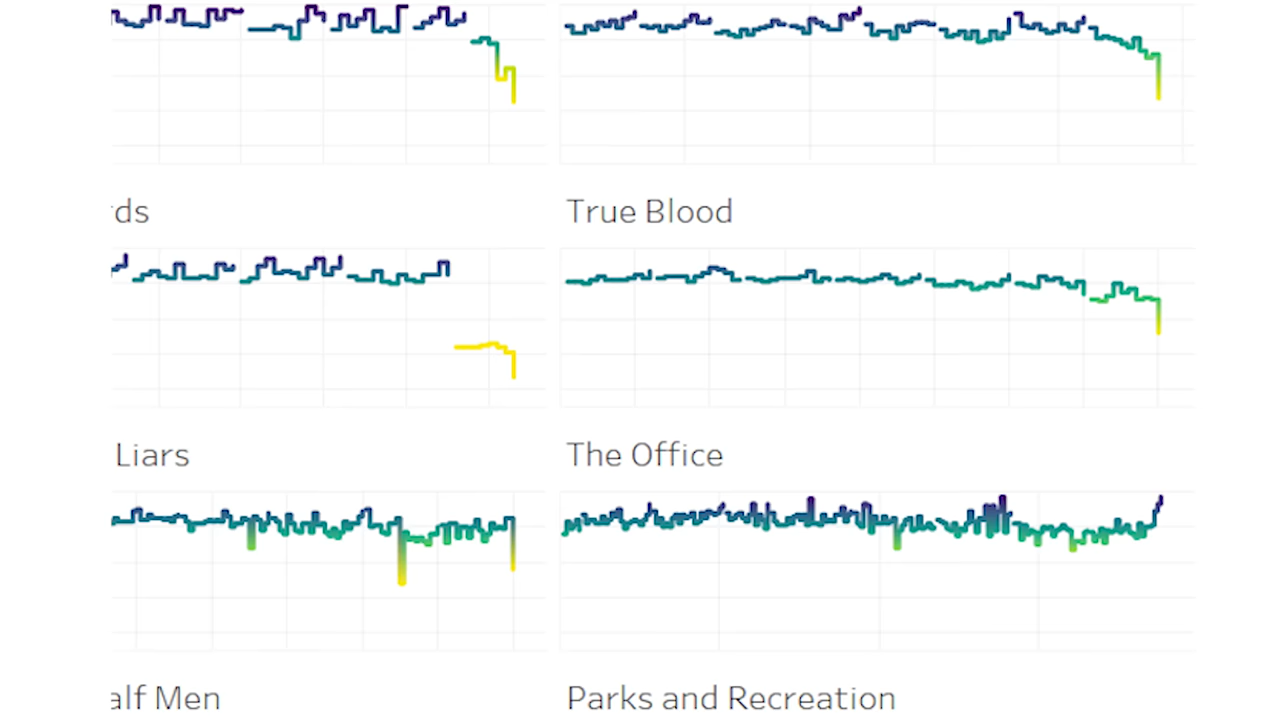 rds
True Blood
Liars
The Office
alf Men
Parks and Recreation